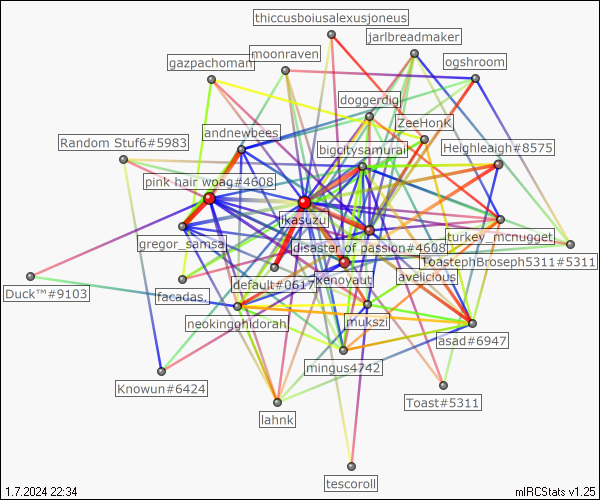 thiccusboiusalexusjoneus
jarlbreadmaker
moonraven
gazpachoman
ogshroom
doggerdig
ZeeHonK
andnewbees
Random Stuf6#5983
bigcitysamurai
Heighleaigh#8575
pink hair woag#4608
jkasuzu
gregor_samsa
turkey_mcnugget
disaster of passion#4608
ToastephBroseph5311#5311
avelicious
xenovaut
default#0617
Duck™#9103
facadas.
neokingghidorah
mukszi
asad#6947
mingus4742
Knowun#6424
Toast#5311
lahnk
tescoroll
1.7.2024 22:34
mIRCStats v1.25